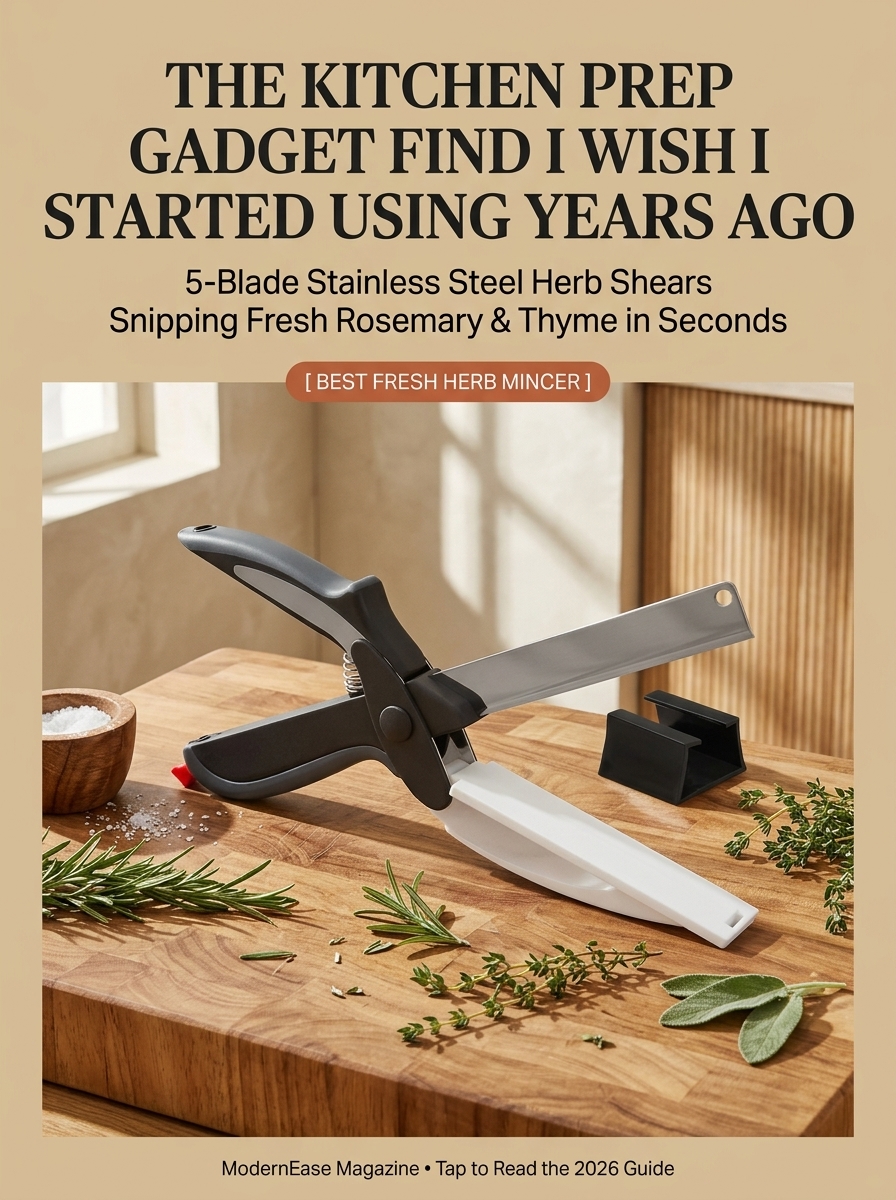 THE KITCHEN PREP
GADGET FIND I WISH I
STARTED USING YEARS AGO
5-Blade Stainless Steel Herb Shears
Snipping Fresh Rosemary & Thyme in Seconds
[ BEST FRESH HERB MINCER ]
ModernEase Magazine • Tap to Read the 2026 Guide